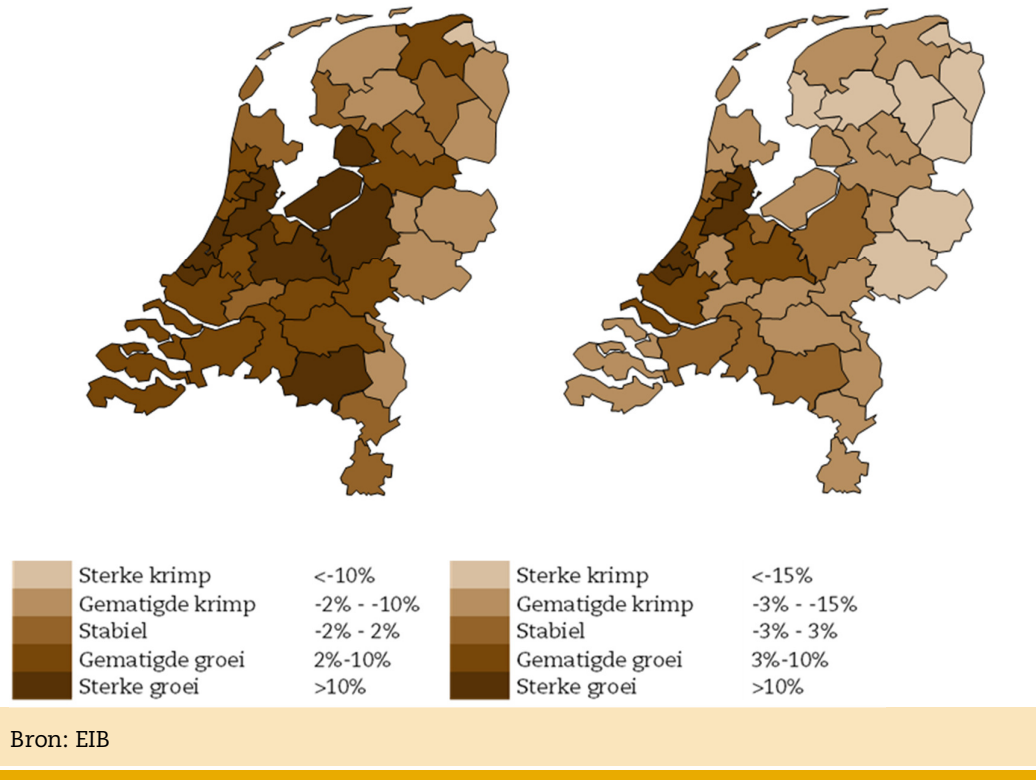 Sterke krimp <-10%
Gematigde krimp -2% - -10%
Stabiel -2% - 2%
Gematigde groei 2%-10%
Sterke groei >10%
Sterke krimp <-15%
Gematigde krimp -3% - -15%
Stabiel -3% - 3%
Gematigde groei 3%-10%
Sterke groei >10%
Bron: EIB